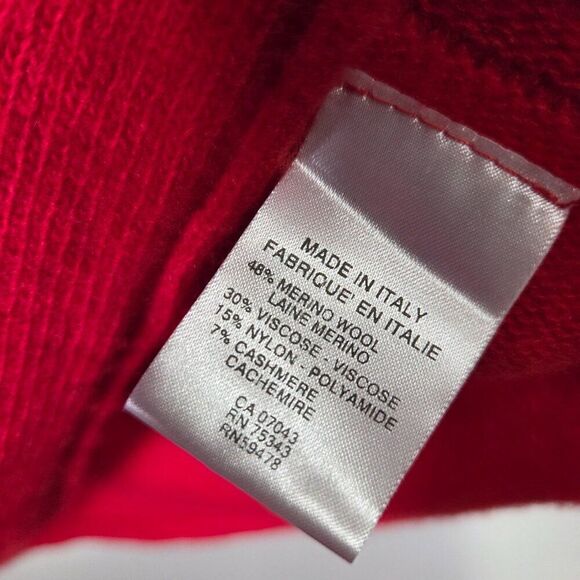 MADE IN ITALY
FABRIQUE' EN ITALIE
48% MERINO WOOL
LAINE MERINO
30% VISCOSE - VISCOSE
15% NYLON - POLYAMIDE
7% CASHMERE
CACHEMIRE
CA 07043
RN 75343
RN59478